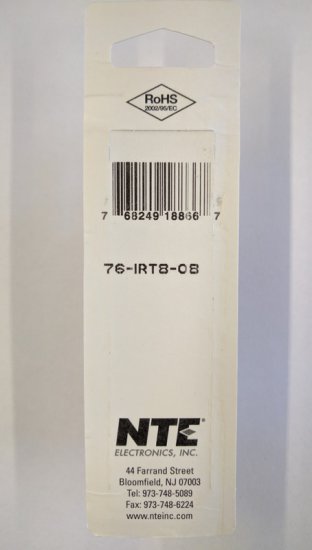 RoHS
2002/95/EC
7 68249 18866 7
76-IRT8-08
NTE®
ELECTRONICS, INC.
44 Farrand Street
Bloomfield, NJ 07003
Tel: 973-748-5089
Fax: 973-748-6224
www.nteinc.com